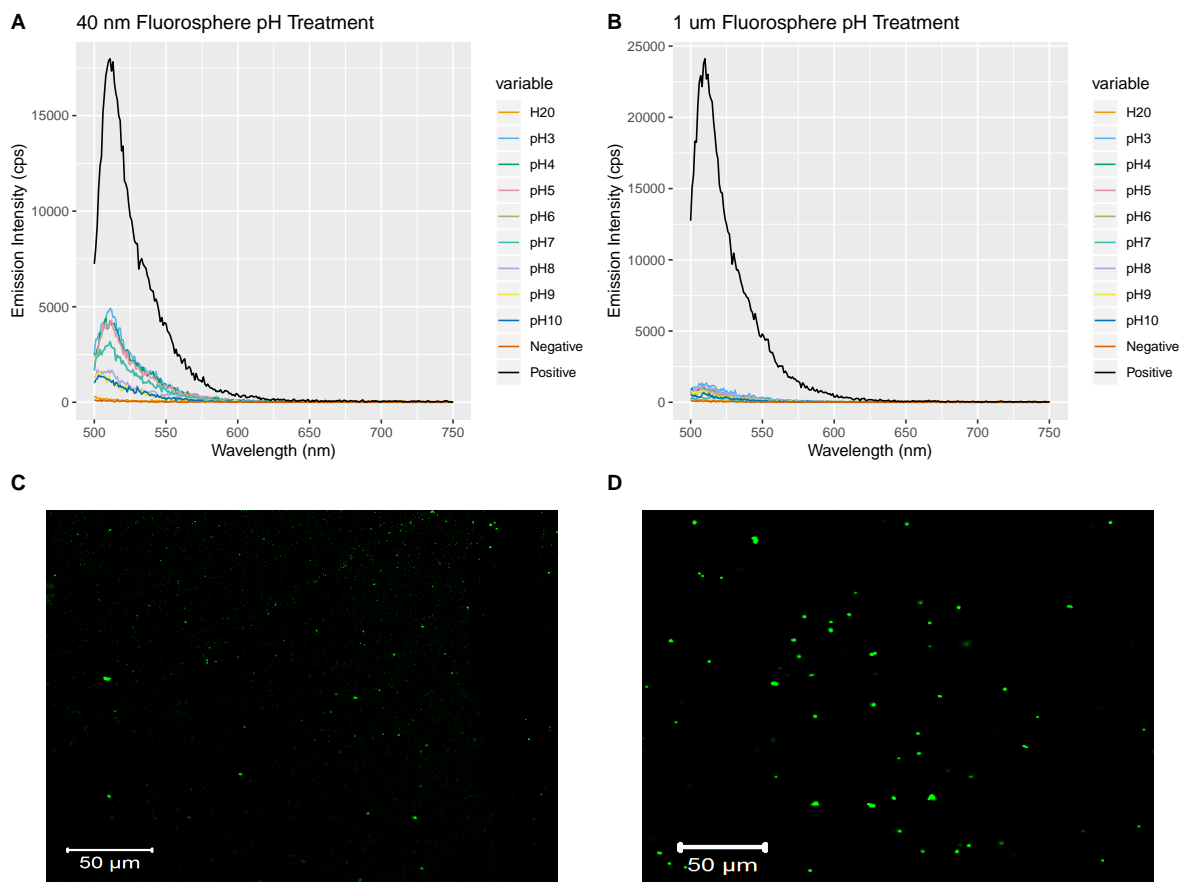 A 40 nm Fluorosphere pH Treatment
Emission Intensity (cps)
15000
10000
5000
0
500 550 600 650 700 750
Wavelength (nm)
variable
H20
pH3
pH4
pH5
pH6
pH7
pH8
pH9
pH10
Negative
Positive
B 1 um Fluorosphere pH Treatment
Emission Intensity (cps)
25000
20000
15000
10000
5000
0
500 550 600 650 700 750
Wavelength (nm)
variable
H20
pH3
pH4
pH5
pH6
pH7
pH8
pH9
pH10
Negative
Positive
C
50 µm
D
50 µm